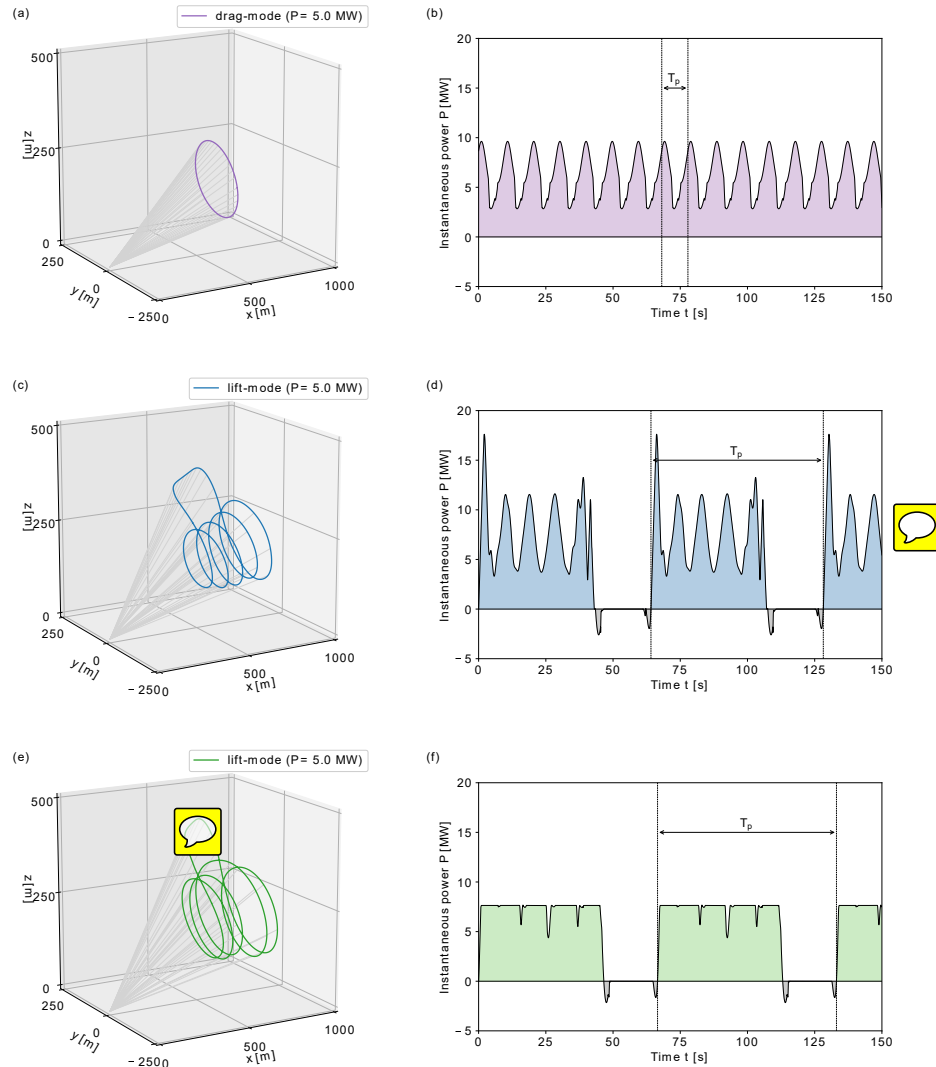 (a)
drag-mode (P= 5.0 MW)
500
250
0
z[m]
250
0
−250
y[m]
0
500
1000
x[m]
(b)
20
15
10
5
0
−5
Instantaneous power P [MW]
Tp
0 25 50 75 100 125 150
Time t [s]
(c)
lift-mode (P= 5.0 MW)
500
250
0
z[m]
250
0
−250
y[m]
0
500
1000
x[m]
(d)
20
15
10
5
0
−5
Instantaneous power P [MW]
Tp
0 25 50 75 100 125 150
Time t [s]
(e)
lift-mode (P= 5.0 MW)
500
250
0
z[m]
250
0
−250
y[m]
0
500
1000
x[m]
(f)
20
15
10
5
0
−5
Instantaneous power P [MW]
Tp
0 25 50 75 100 125 150
Time t [s]